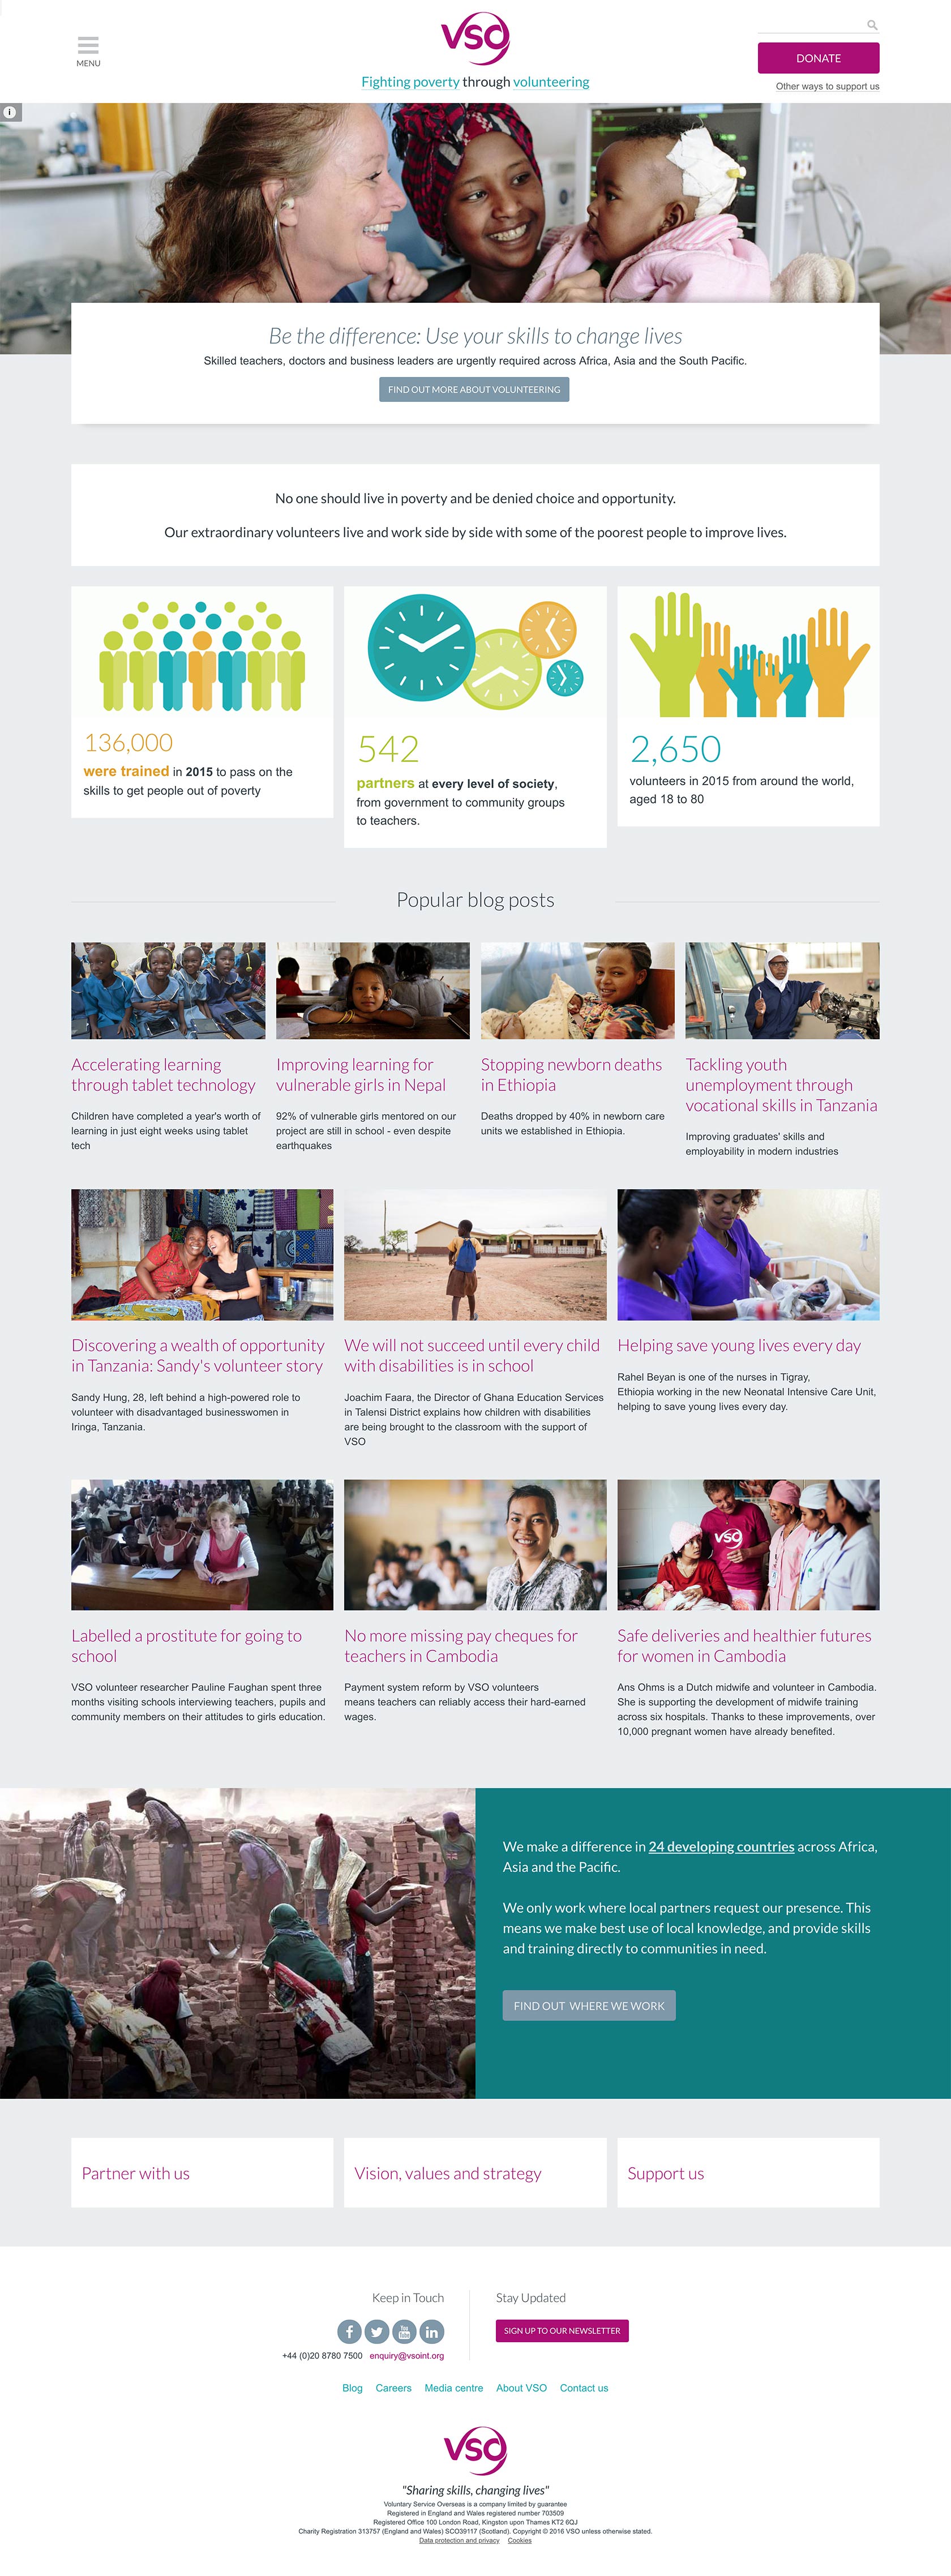 MENU
vso
Fighting poverty through volunteering
DONATE
Other ways to support us
i
Be the difference: Use your skills to change lives
Skilled teachers, doctors and business leaders are urgently required across Africa, Asia and the South Pacific.
FIND OUT MORE ABOUT VOLUNTEERING
No one should live in poverty and be denied choice and opportunity.
Our extraordinary volunteers live and work side by side with some of the poorest people to improve lives.
136,000
were trained in 2015 to pass on the
skills to get people out of poverty
542
partners at every level of society,
from government to community groups
to teachers.
2,650
volunteers in 2015 from around the world,
aged 18 to 80
Popular blog posts
Accelerating learning
through tablet technology
Children have completed a year's worth of
learning in just eight weeks using tablet
tech
Improving learning for
vulnerable girls in Nepal
92% of vulnerable girls mentored on our
project are still in school - even despite
earthquakes
Stopping newborn deaths
in Ethiopia
Deaths dropped by 40% in newborn care
units we established in Ethiopia.
Tackling youth
unemployment through
vocational skills in Tanzania
Improving graduates' skills and
employability in modern industries
Discovering a wealth of opportunity
in Tanzania: Sandy's volunteer story
Sandy Hung, 28, left behind a high-powered role to
volunteer with disadvantaged businesswomen in
Iringa, Tanzania.
We will not succeed until every child
with disabilities is in school
Joachim Faara, the Director of Ghana Education Services
in Talensi District explains how children with disabilities
are being brought to the classroom with the support of
VSO
Helping save young lives every day
Rahel Beyan is one of the nurses in Tigray,
Ethiopia working in the new Neonatal Intensive Care Unit,
helping to save young lives every day.
vso
Labelled a prostitute for going to
school
VSO volunteer researcher Pauline Faughan spent three
months visiting schools interviewing teachers, pupils and
community members on their attitudes to girls education.
No more missing pay cheques for
teachers in Cambodia
Payment system reform by VSO volunteers
means teachers can reliably access their hard-earned
wages.
Safe deliveries and healthier futures
for women in Cambodia
Ans Ohms is a Dutch midwife and volunteer in Cambodia.
She is supporting the development of midwife training
across six hospitals. Thanks to these improvements, over
10,000 pregnant women have already benefited.
We make a difference in 24 developing countries across Africa,
Asia and the Pacific.
We only work where local partners request our presence. This
means we make best use of local knowledge, and provide skills
and training directly to communities in need.
FIND OUT WHERE WE WORK
Partner with us
Vision, values and strategy
Support us
Keep in Touch
f You Tube in
+44 (0)20 8780 7500 enquiry@vsoint.org
Stay Updated
SIGN UP TO OUR NEWSLETTER
Blog Careers Media centre About VSO Contact us
vso
"Sharing skills, changing lives"
Voluntary Service Overseas is a company limited by guarantee
Registered in England and Wales registered number 703509
Registered Office 100 London Road, Kingston upon Thames KT2 6QJ
Charity Registration 313757 (England and Wales) SCO39117 (Scotland). Copyright © 2016 VSO unless otherwise stated.
Data protection and privacy Cookies